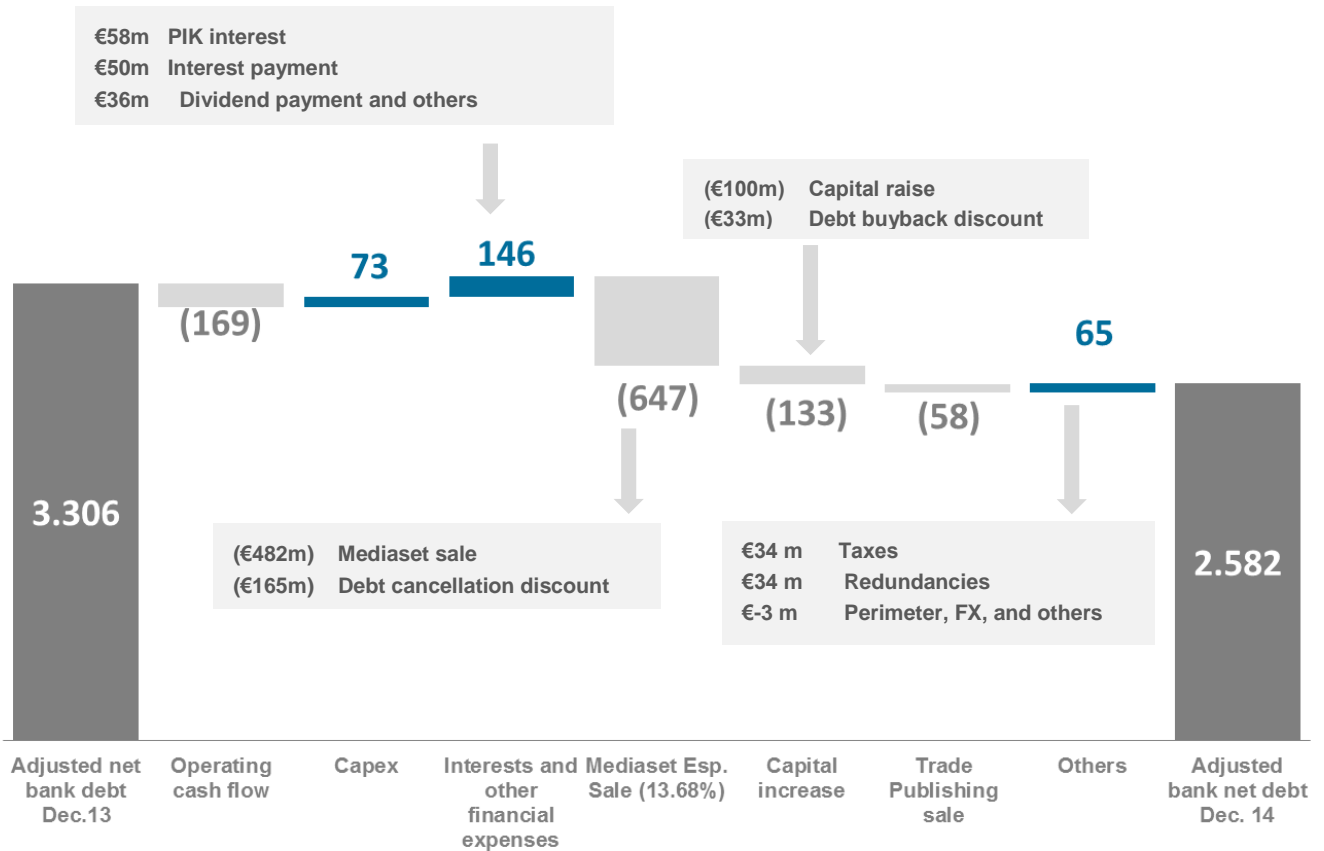 €58m PIK interest
€50m Interest payment
€36m Dividend payment and others
(€100m) Capital raise
(€33m) Debt buyback discount
73
146
(169)
65
(647)
(133)
(58)
3.306
2.582
(€482m) Mediaset sale
(€165m) Debt cancellation discount
€34 m Taxes
€34 m Redundancies
€-3 m Perimeter, FX, and others
Adjusted net
bank debt
Dec.13
Operating
cash flow
Capex
Interests and
other
financial
expenses
Mediaset Esp.
Sale (13.68%)
Capital
increase
Trade
Publishing
sale
Others
Adjusted
bank net debt
Dec. 14